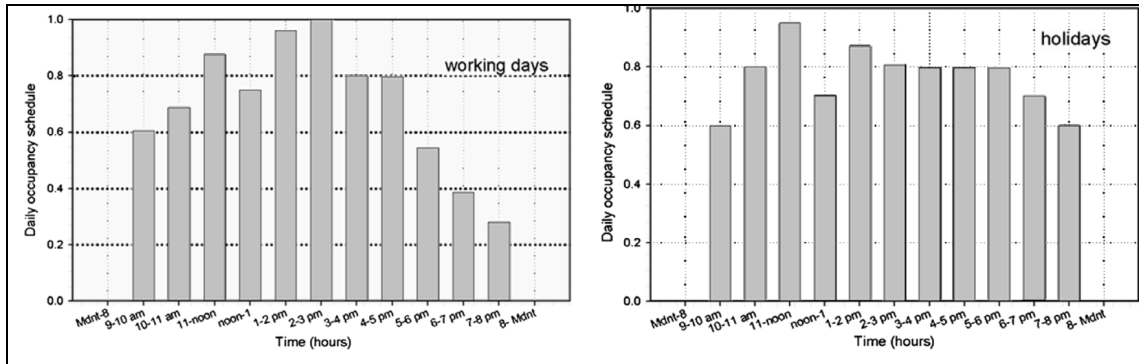 working days
Daily occupancy schedule
1.0
0.8
0.6
0.4
0.2
0.0
Mdnt-8
9-10 am
10-11 am
11-noon
noon-1
1-2 pm
2-3 pm
3-4 pm
4-5 pm
5-6 pm
6-7 pm
7-8 pm
8- Mdnt
Time (hours)
holidays
Daily occupancy schedule
1.0
0.8
0.6
0.4
0.2
0.0
Mdnt-8
9-10 am
10-11 am
11-noon
noon-1
1-2 pm
2-3 pm
3-4 pm
4-5 pm
5-6 pm
6-7 pm
7-8 pm
8- Mdnt
Time (hours)